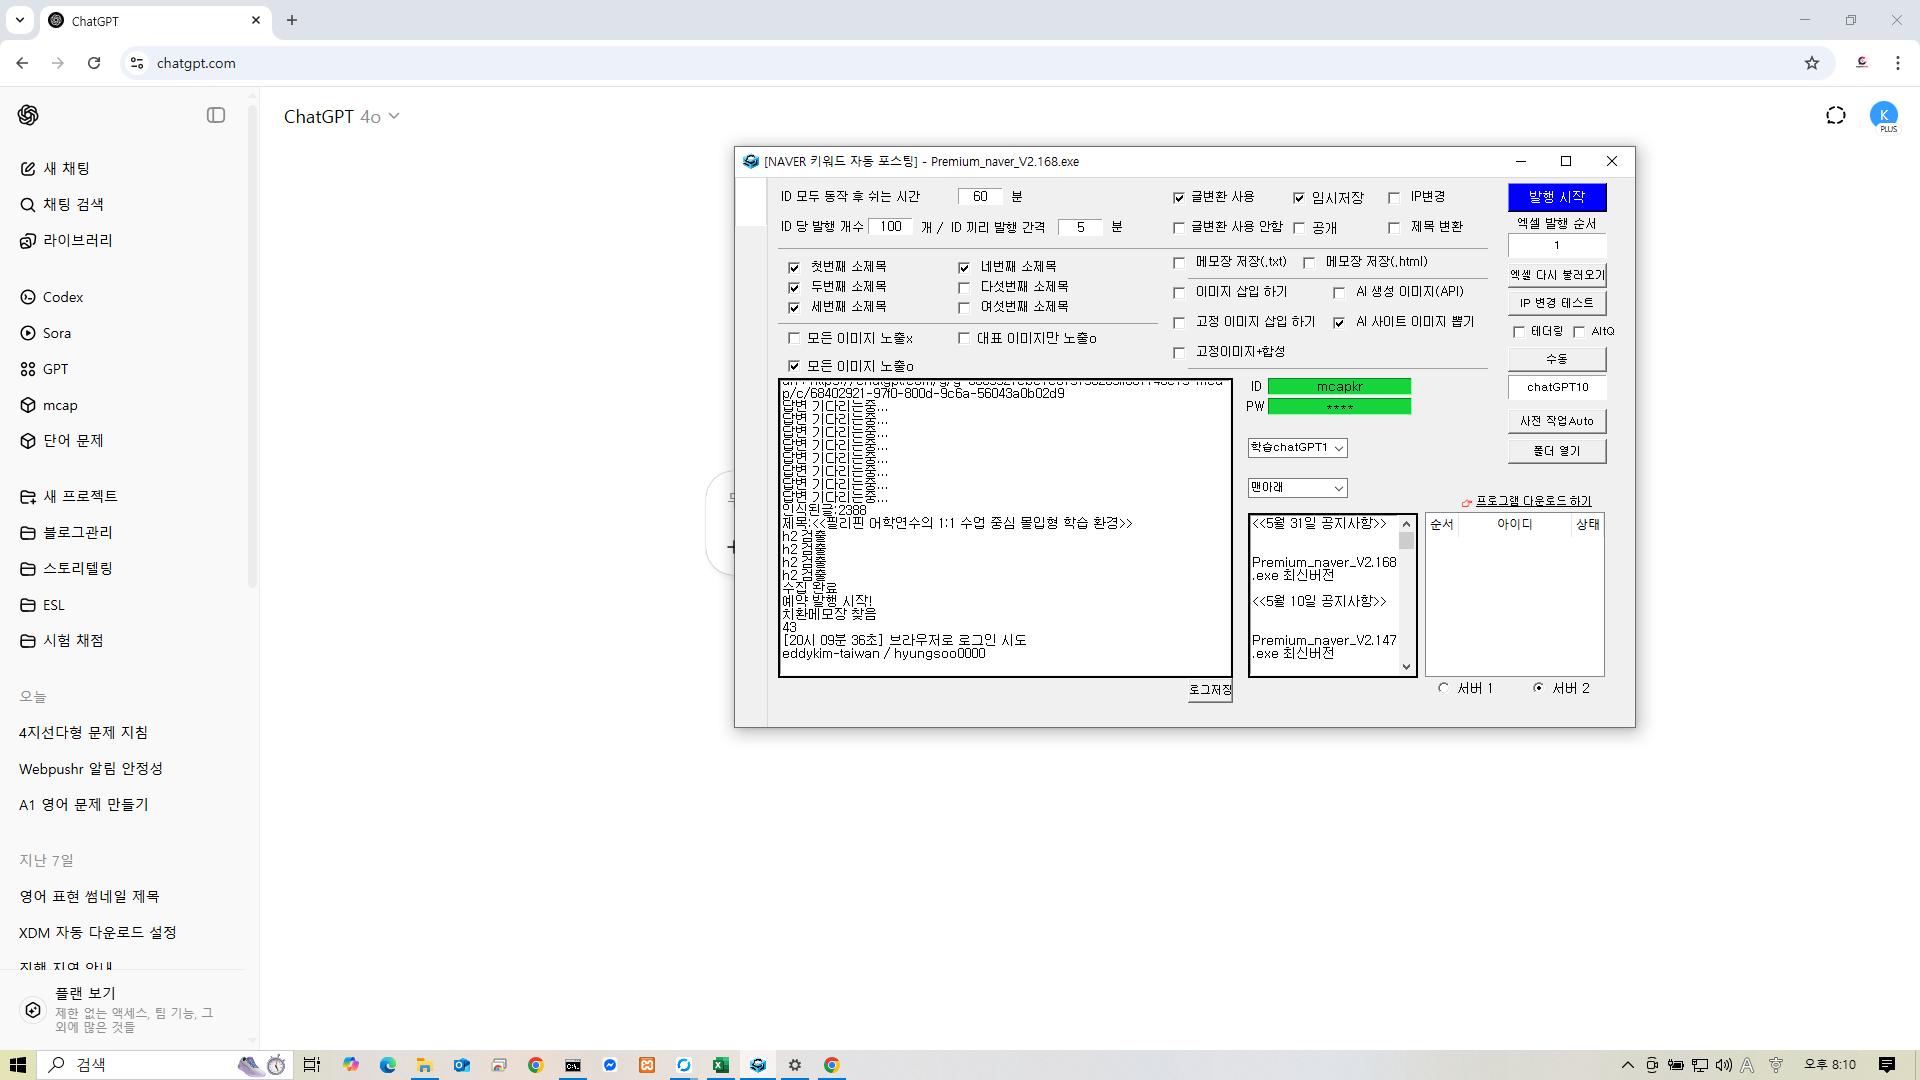 ChatGPT
chatgpt.com
ChatGPT 4o
K
PLUS
새 채팅
채팅 검색
라이브러리
Codex
Sora
GPT
mcap
단어 문제
새 프로젝트
블로그관리
스토리텔링
ESL
시험 채점
오늘
4지선다형 문제 지침
Webpushr 알림 안정성
A1 영어 문제 만들기
지난 7일
영어 표현 썸네일 제목
XDM 자동 다운로드 설정
진행 지연 안내
플랜 보기
제한 없는 액세스, 팀 기능, 그
외에 많은 것들
[NAVER 키워드 자동 포스팅] - Premium_naver_V2.168.exe
ID 모두 동작 후 쉬는 시간 60 분
ID 당 발행 개수 100 개 / ID 끼리 발행 간격 5 분
글변환 사용 임시저장 IP변경
글변환 사용 안함 공개 제목 변환
첫번째 소제목 네번째 소제목
두번째 소제목 다섯번째 소제목
세번째 소제목 여섯번째 소제목
모든 이미지 노출x 대표 이미지만 노출o
모든 이미지 노출o
메모장 저장(.txt) 메모장 저장(.html)
이미지 삽입 하기 AI 생성 이미지(API)
고정 이미지 삽입 하기 AI 사이트 이미지 뽑기
고정이미지+합성
발행 시작
엑셀 발행 순서
1
엑셀 다시 불러오기
IP 변경 테스트
테더링 AltQ
수동
chatGPT10
사전 작업Auto
폴더 열기
p/c/68402921-97f0-800d-9c6a-56043a0b02d9
답변 기다리는중...
답변 기다리는중...
답변 기다리는중...
답변 기다리는중...
답변 기다리는중...
답변 기다리는중...
답변 기다리는중...
답변 기다리는중...
인식된글:2388
제목:<<필리핀 어학연수의 1:1 수업 중심 몰입형 학습 환경>>
h2 검출
h2 검출
h2 검출
h2 검출
수집 완료
예약 발행 시작!
치환메모장 찾음
43
[20시 09분 36초] 브라우저로 로그인 시도
eddykim-taiwan / hyungsoo0000
로그저장
ID mcapkr
PW ****
학습chatGPT1
맨아래
프로그램 다운로드 하기
<<5월 31일 공지사항>>
Premium_naver_V2.168
.exe 최신버전
<<5월 10일 공지사항>>
Premium_naver_V2.147
.exe 최신버전
순서 아이디 상태
서버 1 서버 2
검색
오후 8:10